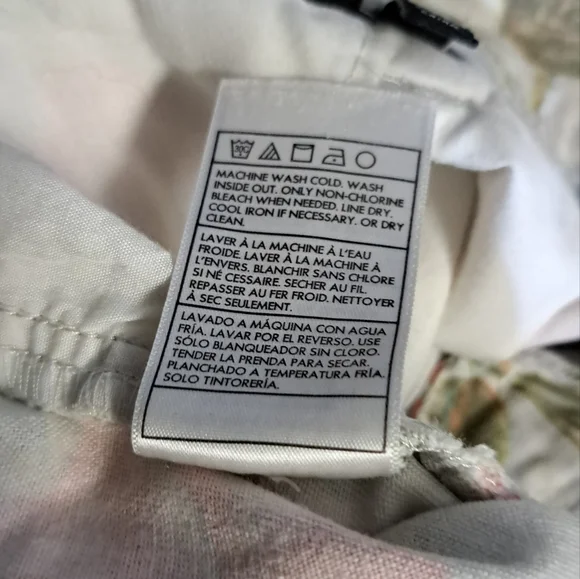 30C
MACHINE WASH COLD. WASH
INSIDE OUT. ONLY NON-CHLORINE
BLEACH WHEN NEEDED. LINE DRY.
COOL IRON IF NECESSARY. OR DRY
CLEAN.
LAVER À LA MACHINE À L'EAU
FROIDE. LAVER À LA MACHINE À
L'ENVERS. BLANCHIR SANS CHLORE
SI NÉ CESSAIRE. SECHER AU FIL.
REPASSER AU FER FROID. NETTOYER
À SEC SEULEMENT.
LAVADO A MÁQUINA CON AGUA
FRÍA. LAVAR POR EL REVERSO. USE
SÓLO BLANQUEADOR SIN CLORO.
TENDER LA PRENDA PARA SECAR.
PLANCHADO A TEMPERATURA FRÍA.
SOLO TINTORERÍA.